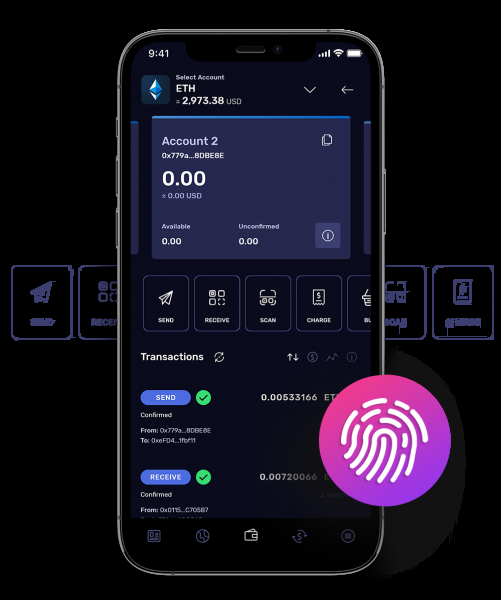 9:41
Select Account
ETH
≈ 2,973.38 USD
Account 2
0x779a...8DBE8E
0.00
≈ 0.00 USD
Available Unconfirmed
0.00 0.00
SEND RECEIVE SCAN CHARGE BU
SEND RECEI SCAN CHARGE
Transactions
SEND 0.00533166 ETH
Confirmed
From: 0x779a...8DBE8E
To: 0xeFD4...1fbf11
RECEIVE 0.00720066
Confirmed
From: 0x0115...C705B7